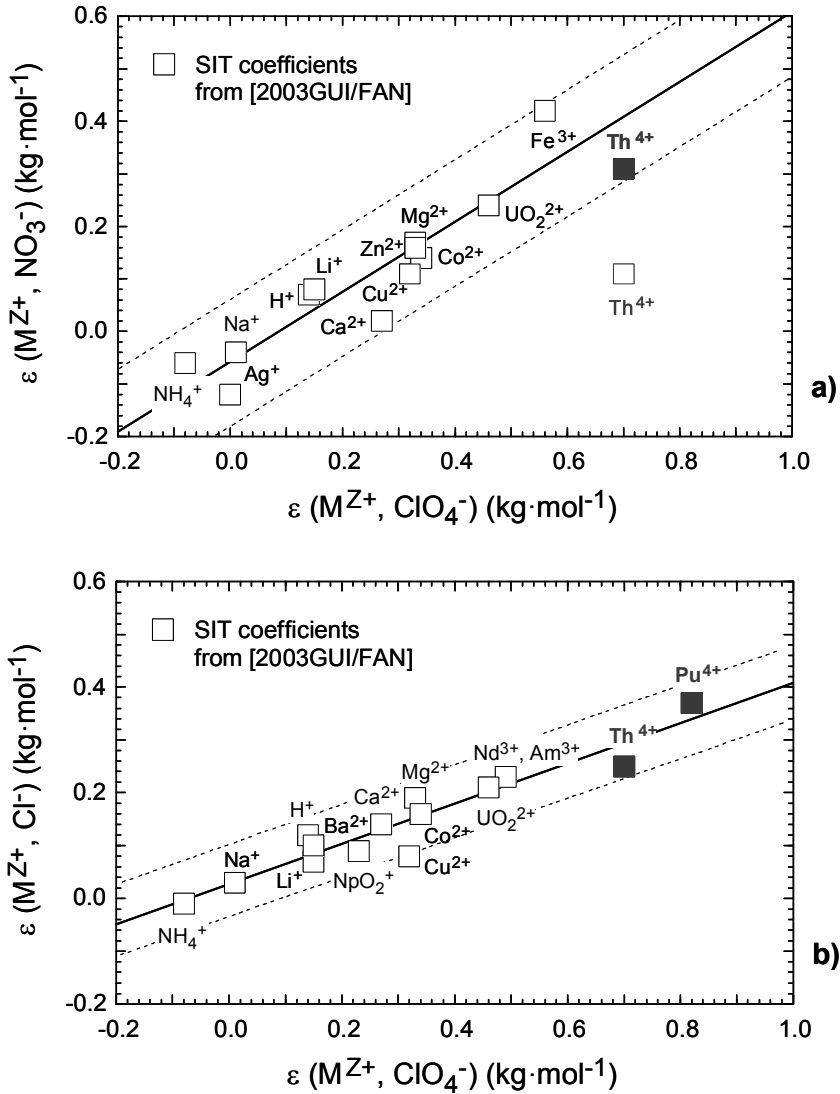 0.6
0.4
0.2
0.0
-0.2
ε (M^Z+, NO₃⁻) (kg·mol⁻¹)
SIT coefficients
from [2003GUI/FAN]
Fe³⁺
Th⁴⁺
Mg²⁺
UO₂²⁺
Zn²⁺
Co²⁺
Li⁺
H⁺
Cu²⁺
Th⁴⁺
Ca²⁺
Na⁺
Ag⁺
NH₄⁺
a)
-0.2 0.0 0.2 0.4 0.6 0.8 1.0
ε (M^Z+, ClO₄⁻) (kg·mol⁻¹)
0.6
0.4
0.2
0.0
-0.2
ε (M^Z+, Cl⁻) (kg·mol⁻¹)
SIT coefficients
from [2003GUI/FAN]
Pu⁴⁺
Th⁴⁺
Nd³⁺, Am³⁺
Mg²⁺
Ca²⁺
H⁺
Ba²⁺
UO₂²⁺
Co²⁺
Na⁺
Cu²⁺
Li⁺
NpO₂⁺
NH₄⁺
b)
-0.2 0.0 0.2 0.4 0.6 0.8 1.0
ε (M^Z+, ClO₄⁻) (kg·mol⁻¹)